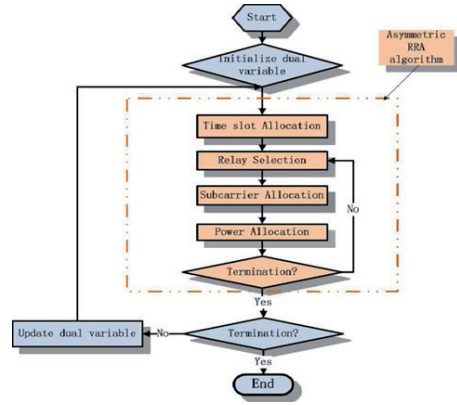 Start
Initialize dual
variable
Asymmetric
RRA
algorithm
Time slot Allocation
Relay Selection
Subcarrier Allocation
No
Power Allocation
Termination?
Yes
Update dual variable
No
Termination?
Yes
End